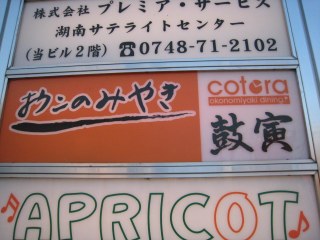 株式会社 プレミア・サービス
湖南サテライトセンター
(当ビル2階) ☎0748-71-2102
おウンのみやき
cotora
okonomiyaki dining
鼓寅
APRICOT